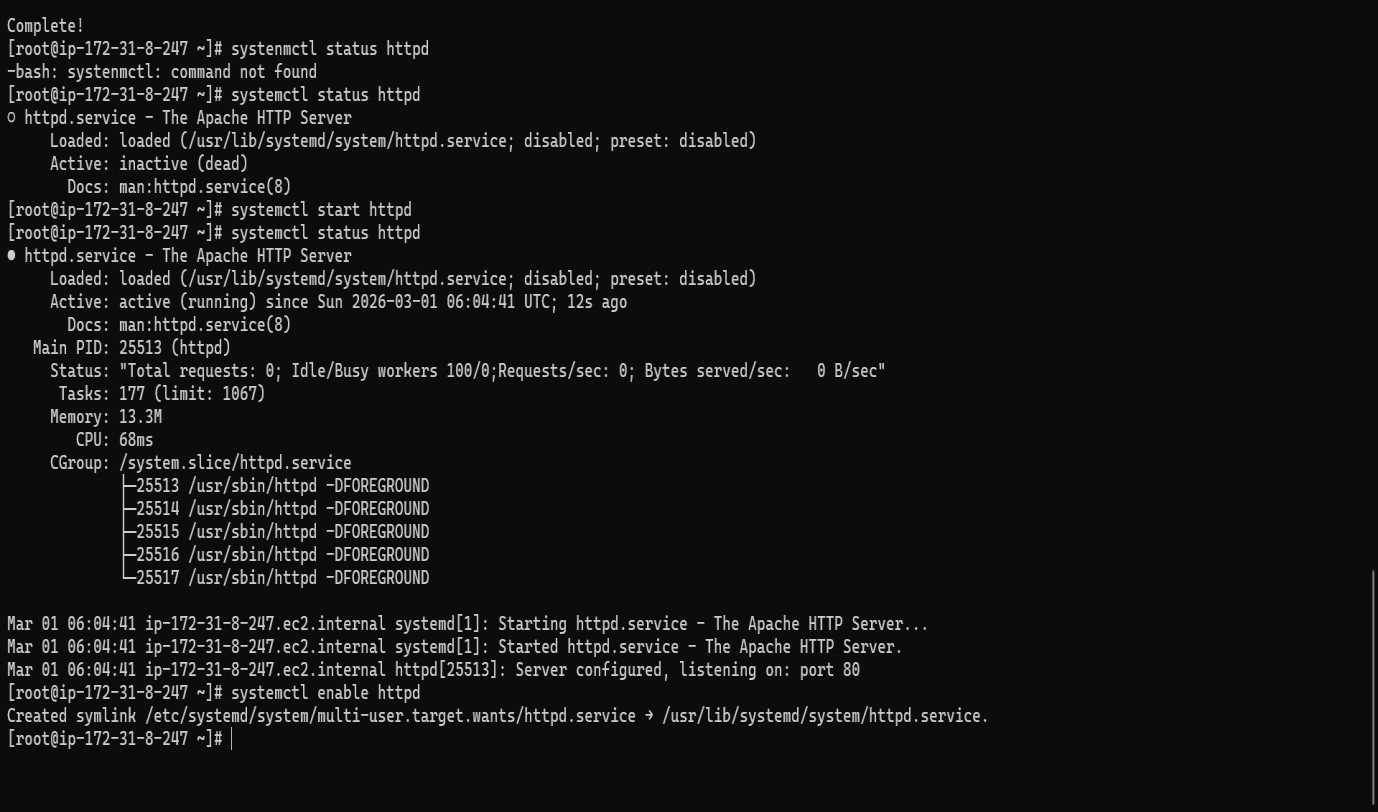 Complete!
[root@ip-172-31-8-247 ~]# systenmctl status httpd
-bash: systenmctl: command not found
[root@ip-172-31-8-247 ~]# systemctl status httpd
○ httpd.service - The Apache HTTP Server
     Loaded: loaded (/usr/lib/systemd/system/httpd.service; disabled; preset: disabled)
     Active: inactive (dead)
       Docs: man:httpd.service(8)
[root@ip-172-31-8-247 ~]# systemctl start httpd
[root@ip-172-31-8-247 ~]# systemctl status httpd
● httpd.service - The Apache HTTP Server
     Loaded: loaded (/usr/lib/systemd/system/httpd.service; disabled; preset: disabled)
     Active: active (running) since Sun 2026-03-01 06:04:41 UTC; 12s ago
       Docs: man:httpd.service(8)
   Main PID: 25513 (httpd)
     Status: "Total requests: 0; Idle/Busy workers 100/0;Requests/sec: 0; Bytes served/sec:   0 B/sec"
      Tasks: 177 (limit: 1067)
     Memory: 13.3M
        CPU: 68ms
     CGroup: /system.slice/httpd.service
             ├─25513 /usr/sbin/httpd -DFOREGROUND
             ├─25514 /usr/sbin/httpd -DFOREGROUND
             ├─25515 /usr/sbin/httpd -DFOREGROUND
             ├─25516 /usr/sbin/httpd -DFOREGROUND
             └─25517 /usr/sbin/httpd -DFOREGROUND

Mar 01 06:04:41 ip-172-31-8-247.ec2.internal systemd[1]: Starting httpd.service - The Apache HTTP Server...
Mar 01 06:04:41 ip-172-31-8-247.ec2.internal systemd[1]: Started httpd.service - The Apache HTTP Server.
Mar 01 06:04:41 ip-172-31-8-247.ec2.internal httpd[25513]: Server configured, listening on: port 80
[root@ip-172-31-8-247 ~]# systemctl enable httpd
Created symlink /etc/systemd/system/multi-user.target.wants/httpd.service → /usr/lib/systemd/system/httpd.service.
[root@ip-172-31-8-247 ~]#